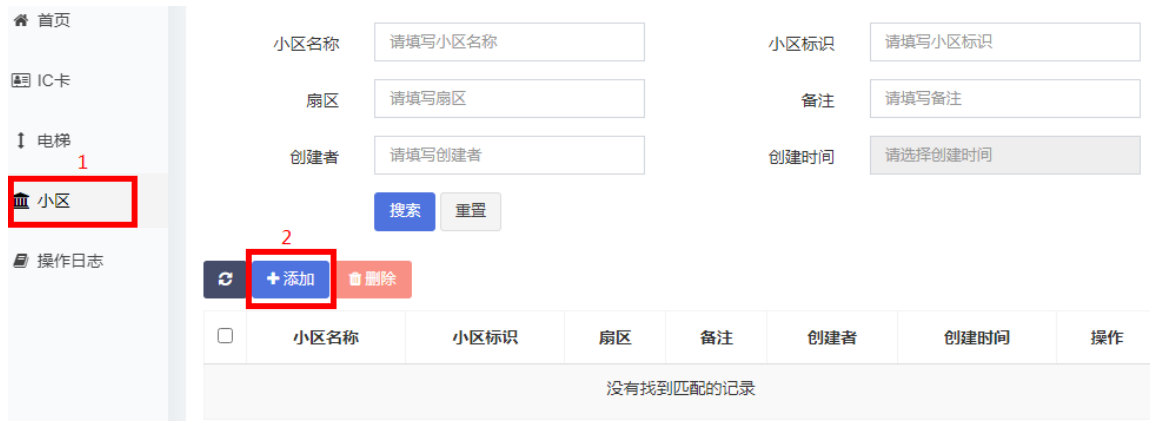 首页
IC卡
电梯
1
小区
操作日志
小区名称 请填写小区名称 小区标识 请填写小区标识
扇区 请填写扇区 备注 请填写备注
创建者 请填写创建者 创建时间 请选择创建时间
搜索 重置
2
添加 删除
小区名称 小区标识 扇区 备注 创建者 创建时间 操作
没有找到匹配的记录